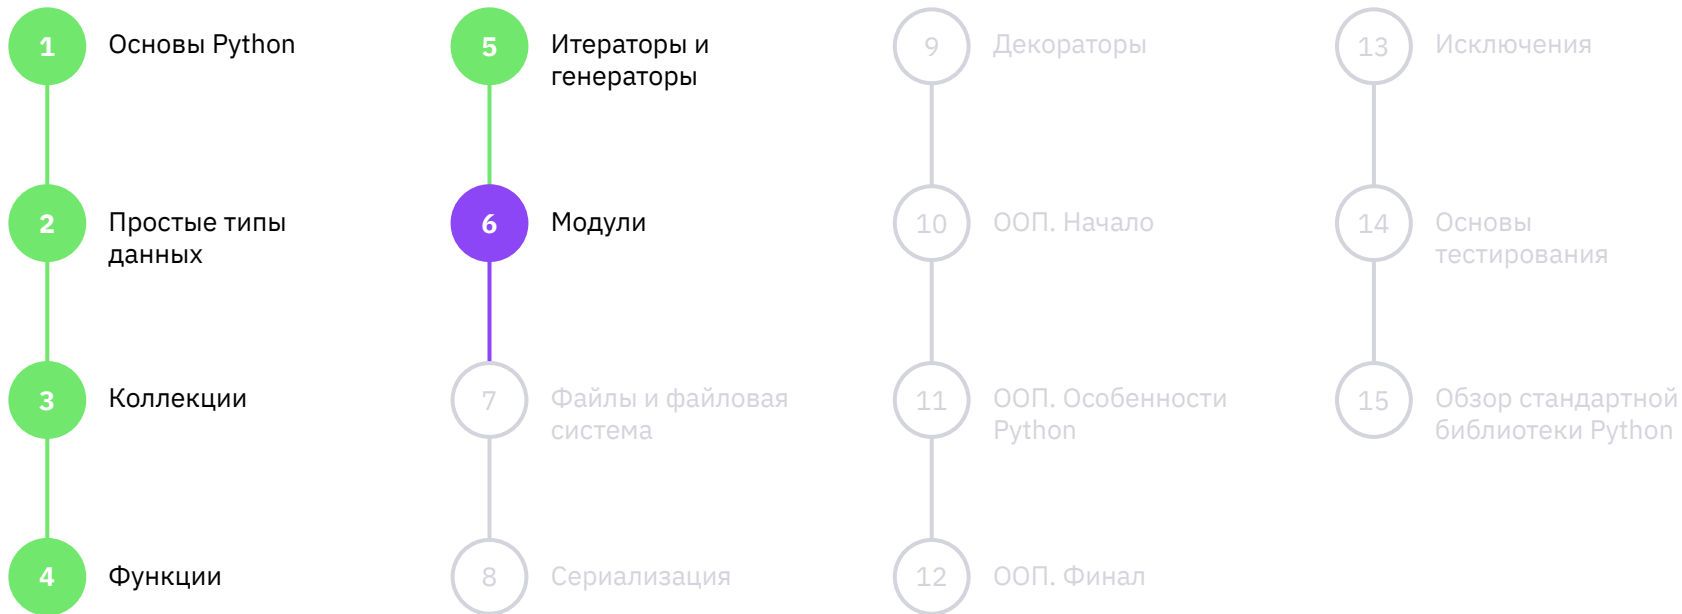 1
Основы Python
2
Простые типы
данных
3
Коллекции
4
Функции
5
Итераторы и
генераторы
6
Модули
7
Файлы и файловая
система
8
Сериализация
9
Декораторы
10
ООП. Начало
11
ООП. Особенности
Python
12
ООП. Финал
13
Исключения
14
Основы
тестирования
15
Обзор стандартной
библиотеки Python